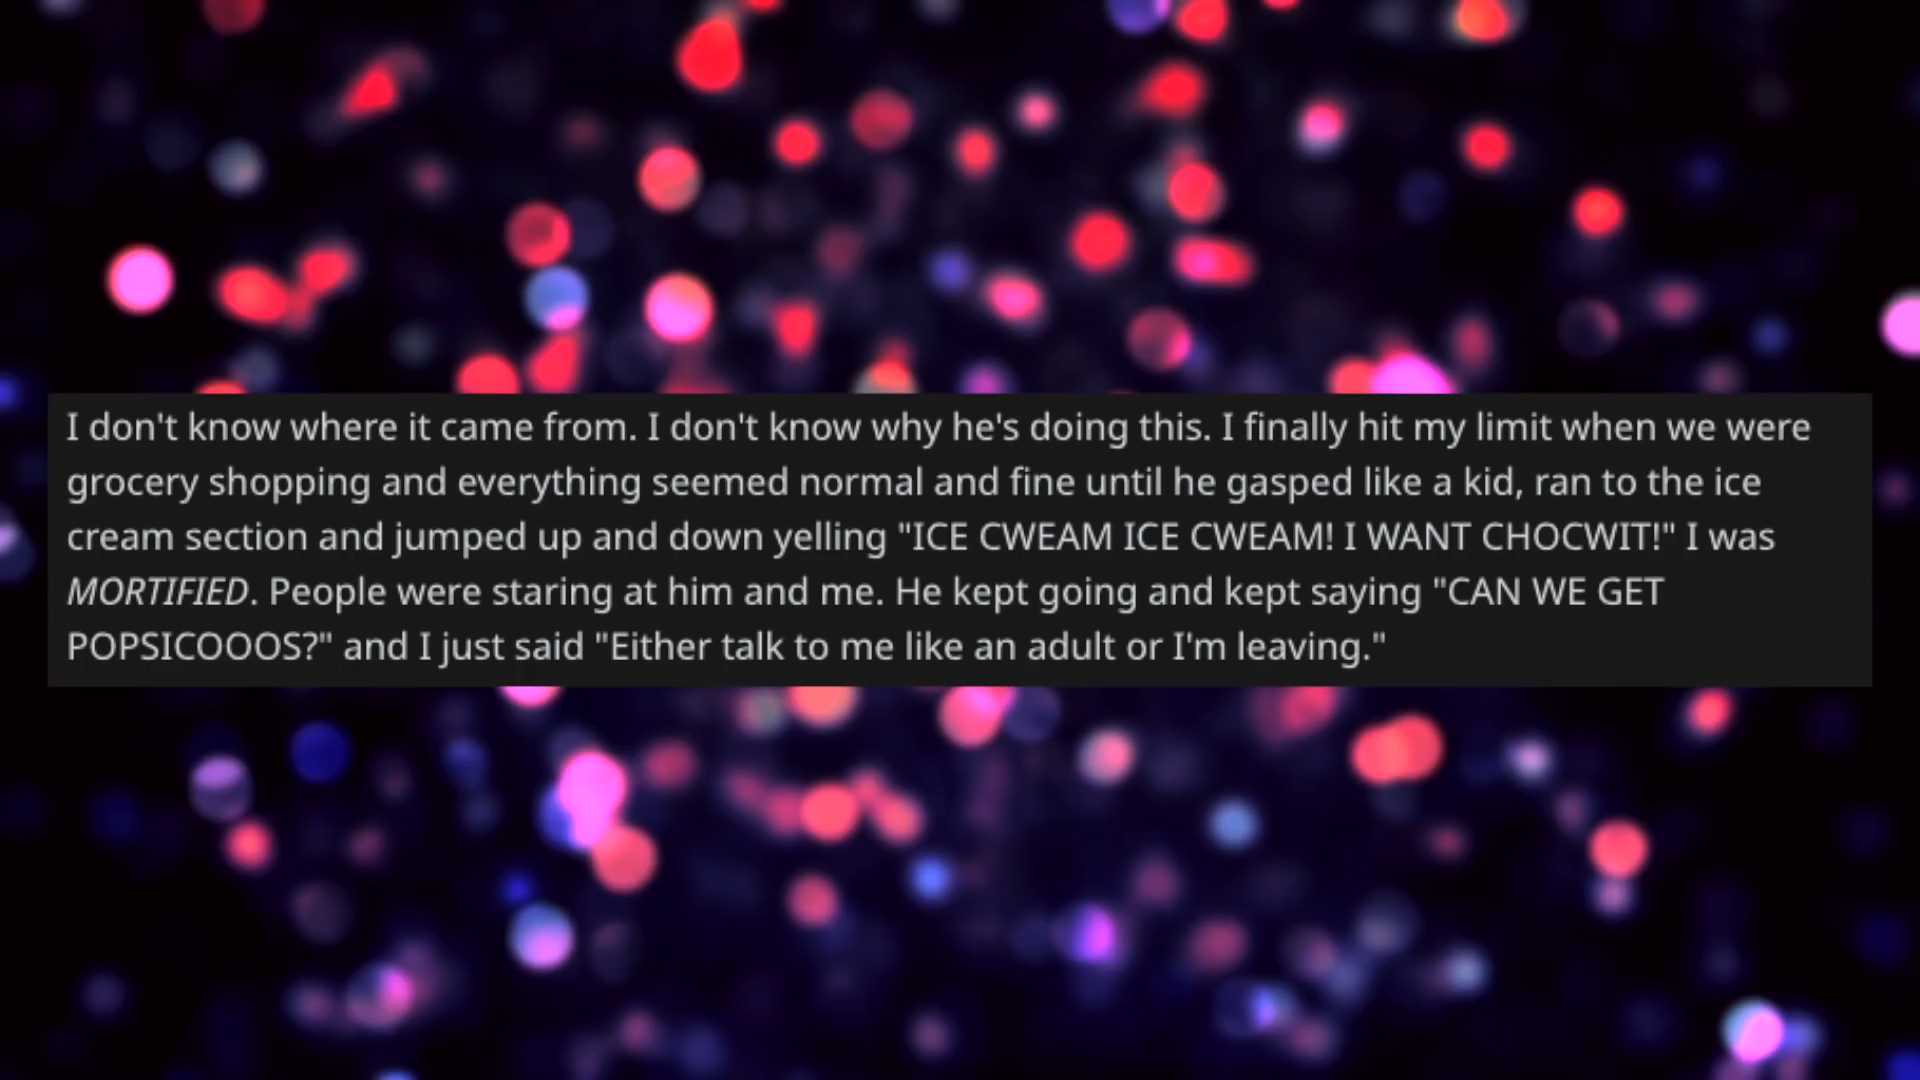 I don't know where it came from. I don't know why he's doing this. I finally hit my limit when we were
grocery shopping and everything seemed normal and fine until he gasped like a kid, ran to the ice
cream section and jumped up and down yelling "ICE CWEAM ICE CWEAM! I WANT CHOCWIT!" I was
MORTIFIED. People were staring at him and me. He kept going and kept saying "CAN WE GET
POPSICOOOS?" and I just said "Either talk to me like an adult or I'm leaving."